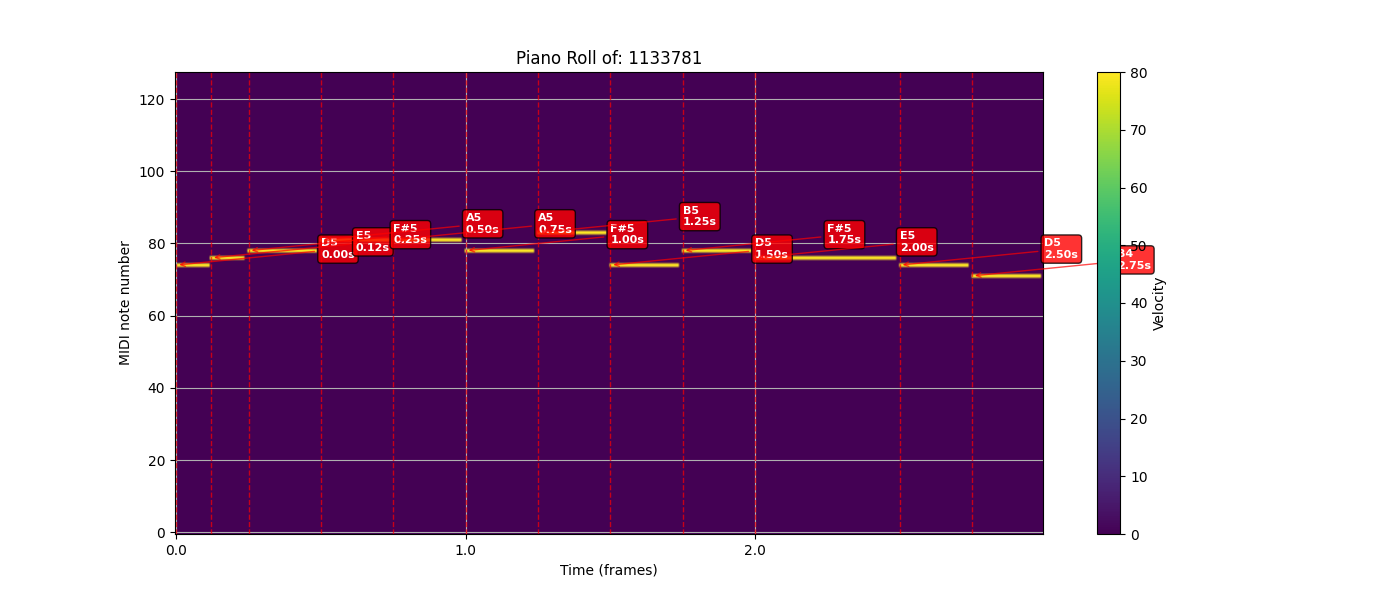 Piano Roll of: 1133781
MIDI note number
120
100
80
60
40
20
0
D5
0.00s
E5
0.12s
F#5
0.25s
A5
0.50s
A5
0.75s
F#5
1.00s
B5
1.25s
D5
1.50s
F#5
1.75s
E5
2.00s
D5
2.50s
B4
2.75s
0.0
1.0
2.0
Time (frames)
80
70
60
50
40
30
20
10
0
Velocity